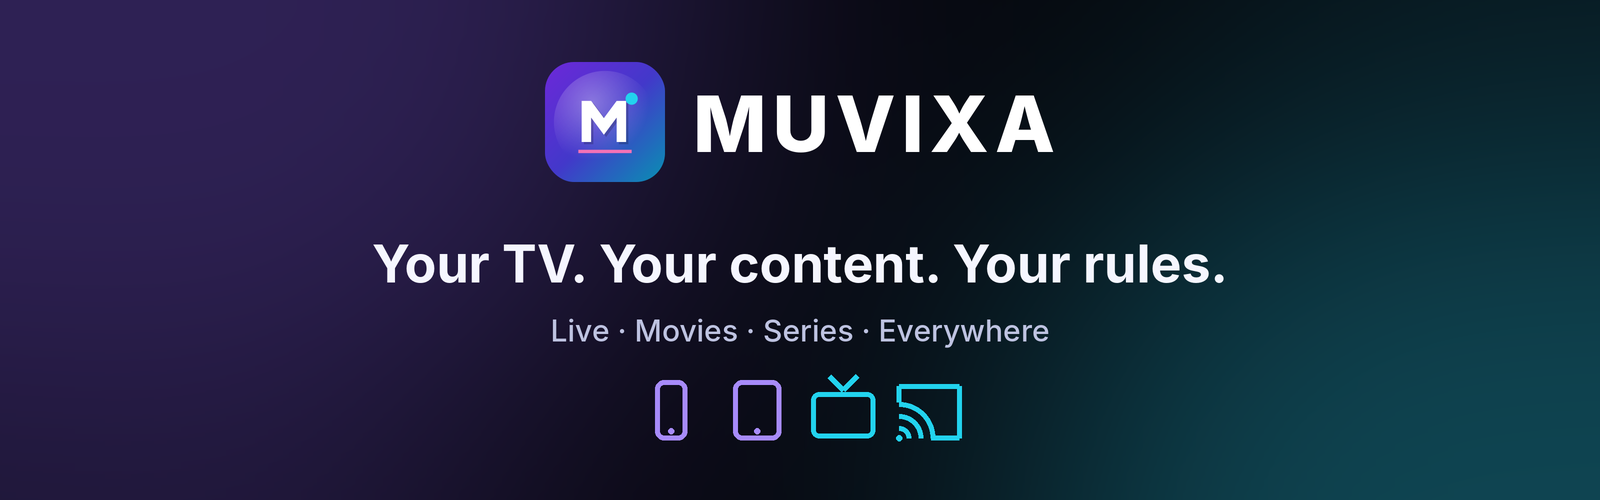 M MUVIXA
Your TV. Your content. Your rules.
Live · Movies · Series · Everywhere